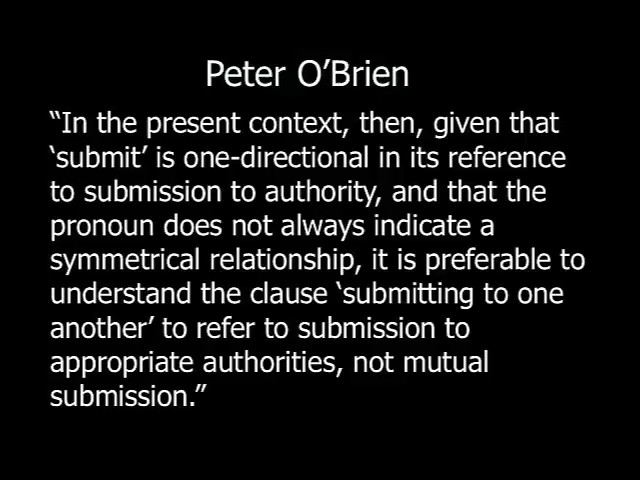 Peter O’Brien
“In the present context, then, given that
‘submit’ is one-directional in its reference
to submission to authority, and that the
pronoun does not always indicate a
symmetrical relationship, it is preferable to
understand the clause ‘submitting to one
another’ to refer to submission to
appropriate authorities, not mutual
submission.”